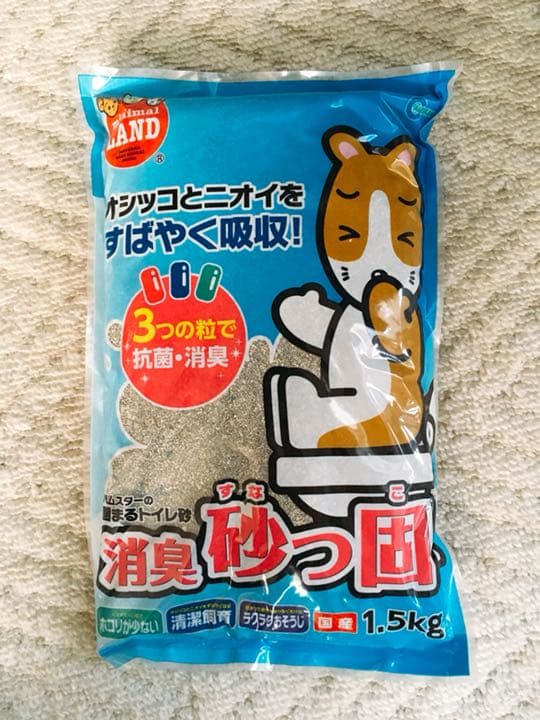 Animal
LAND
®
オシッコとニオイを
すばやく吸収!
3つの粒で
抗菌・消臭
ハムスターの
固まるトイレ砂
すな こ
消臭 砂っ固
ホコリが少ない 清潔飼育 ラクラクおそうじ 国産 1.5kg